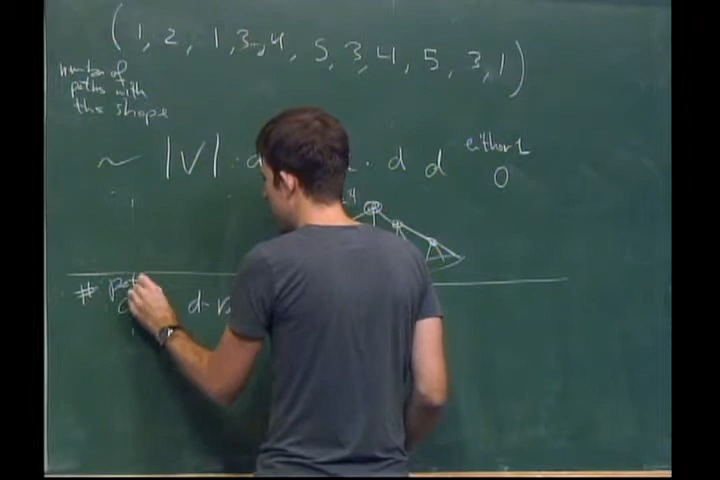 (1, 2, 1, 3, 4, 5, 3, 4, 5, 3, 1)
number of
paths with
the shape
~ |V| · d · d d either 1
0
# pat
d-